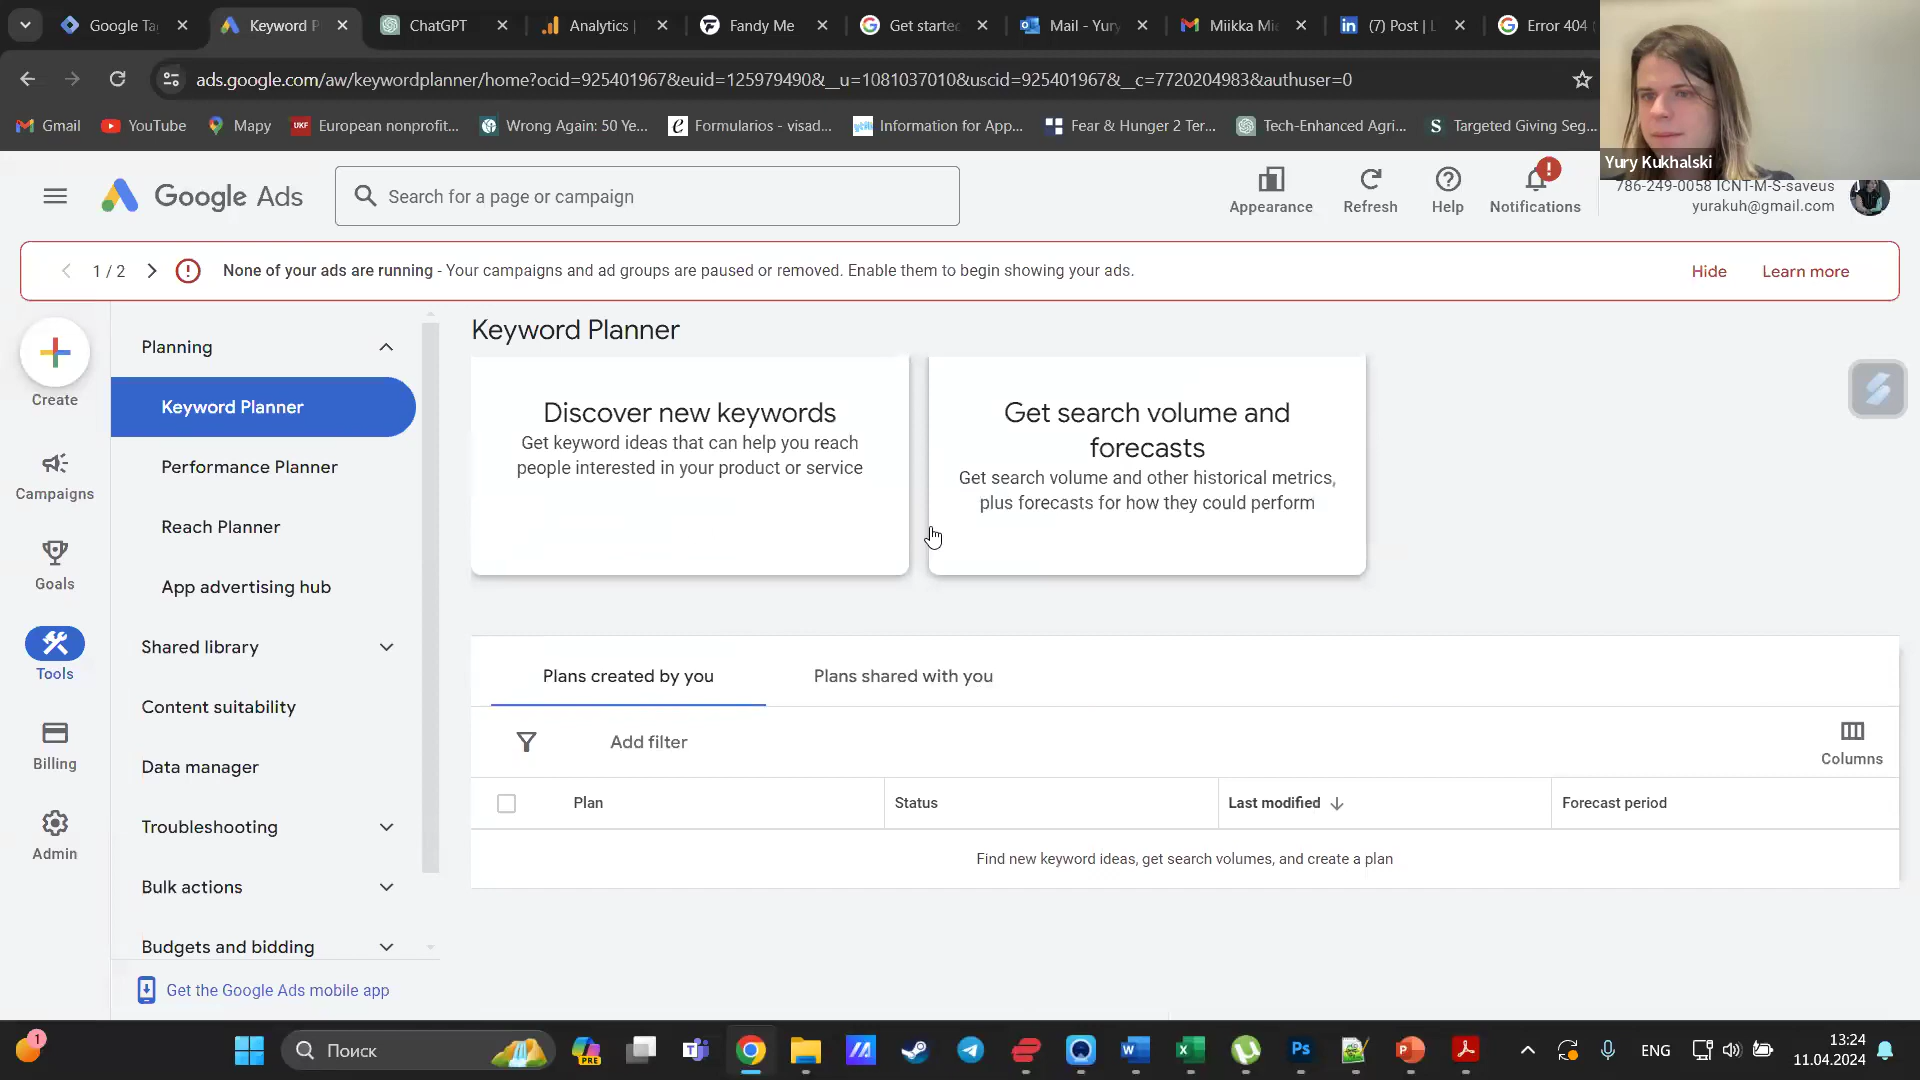 Google Ta
Keyword P
ChatGPT
Analytics |
Fandy Me
Get starte
Mail - Yury
Miikka Mi
(7) Post | L
Error 404
ads.google.com/aw/keywordplanner/home?ocid=925401967&euid=125979490&__u=1081037010&uscid=925401967&__c=7720204983&authuser=0
Gmail
YouTube
Mapy
UKF
European nonprofit...
Wrong Again: 50 Ye...
Formularios - visad...
Information for App...
Fear & Hunger 2 Ter...
Tech-Enhanced Agri...
Targeted Giving Seg...
Yury Kukhalski
Google Ads
Search for a page or campaign
Appearance
Refresh
Help
Notifications
786-249-0058 ICNT-M-S-saveus
yurakuh@gmail.com
1 / 2
None of your ads are running - Your campaigns and ad groups are paused or removed. Enable them to begin showing your ads.
Hide
Learn more
Create
Campaigns
Goals
Tools
Billing
Admin
Planning
Keyword Planner
Performance Planner
Reach Planner
App advertising hub
Shared library
Content suitability
Data manager
Troubleshooting
Bulk actions
Budgets and bidding
Get the Google Ads mobile app
Keyword Planner
Discover new keywords
Get keyword ideas that can help you reach
people interested in your product or service
Get search volume and
forecasts
Get search volume and other historical metrics,
plus forecasts for how they could perform
Plans created by you
Plans shared with you
Add filter
Columns
Plan
Status
Last modified
Forecast period
Find new keyword ideas, get search volumes, and create a plan
1
Поиск
PRE
ENG
13:24
11.04.2024